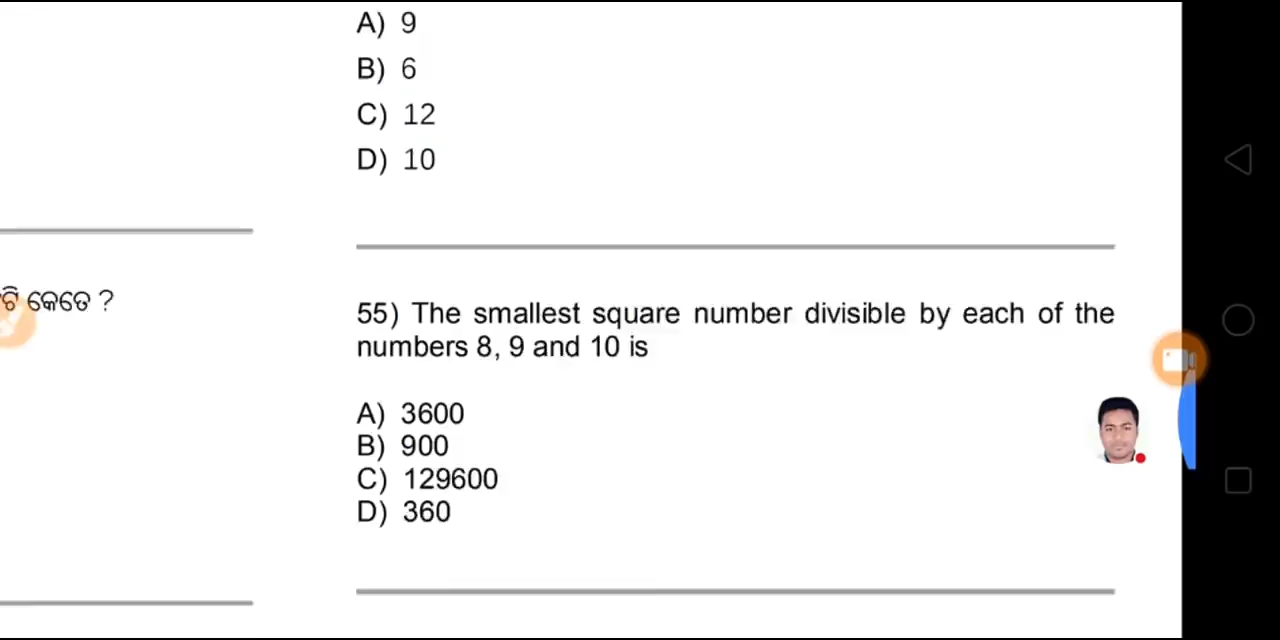 A) 9
B) 6
C) 12
D) 10
ଟି କେତେ ?
55) The smallest square number divisible by each of the
numbers 8, 9 and 10 is
A) 3600
B) 900
C) 129600
D) 360